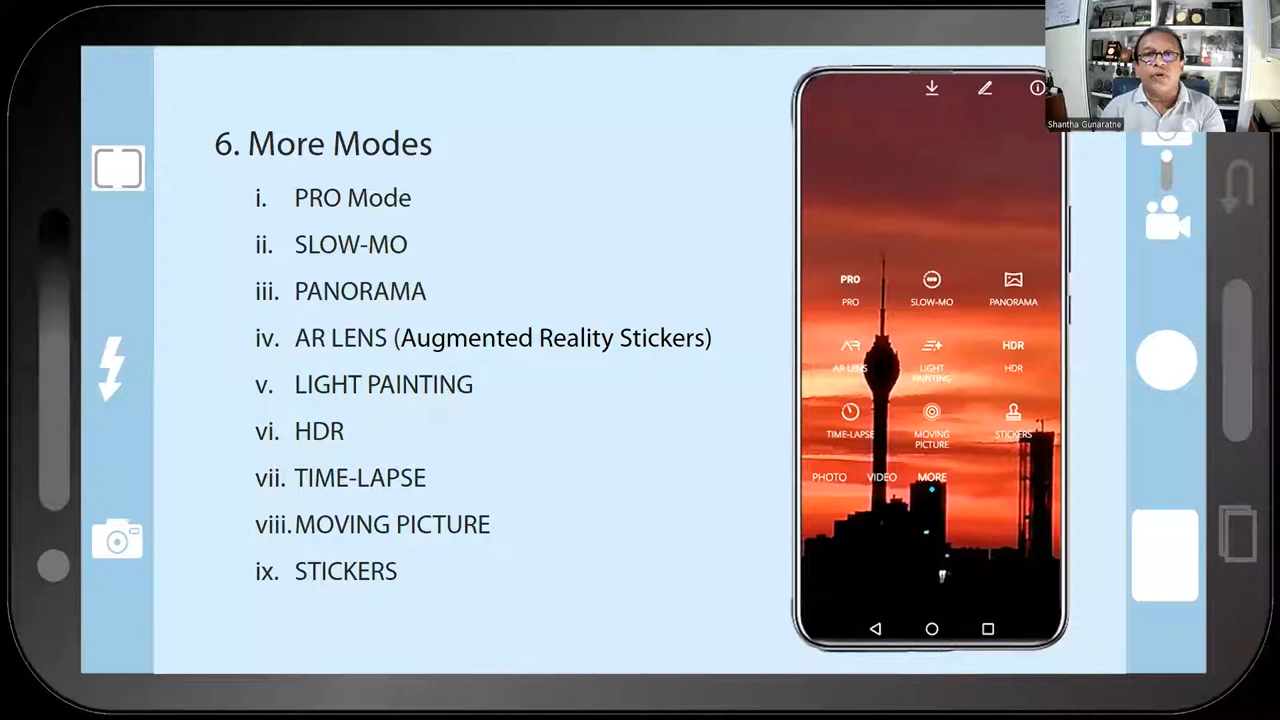 6. More Modes
i. PRO Mode
ii. SLOW-MO
iii. PANORAMA
iv. AR LENS (Augmented Reality Stickers)
v. LIGHT PAINTING
vi. HDR
vii. TIME-LAPSE
viii. MOVING PICTURE
ix. STICKERS
PRO
PRO
SLOW-MO
PANORAMA
AR
HDR
AR LENS
LIGHT
PAINTING
HDR
TIME-LAPSE
MOVING
PICTURE
STICKERS
PHOTO VIDEO MORE
Shantha Gunaratne